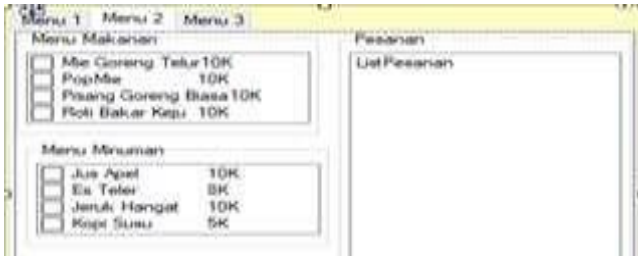 Menu 1 Menu 2 Menu 3
Menu Makanan
Mie Goreng Telur 10K
PopMie 10K
Pisang Goreng Biasa 10K
Roti Bakar Keju 10K
Menu Minuman
Jus Apel 10K
Es Teler 8K
Jeruk Hangat 10K
Kopi Susu 5K
Pesanan
ListPesanan